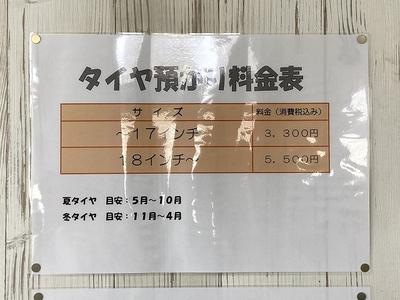 タイヤ預かり料金表
サイズ 料金(消費税込み)
～17インチ 3,300円
18インチ～ 5,500円
夏タイヤ 目安:5月～10月
冬タイヤ 目安:11月～4月